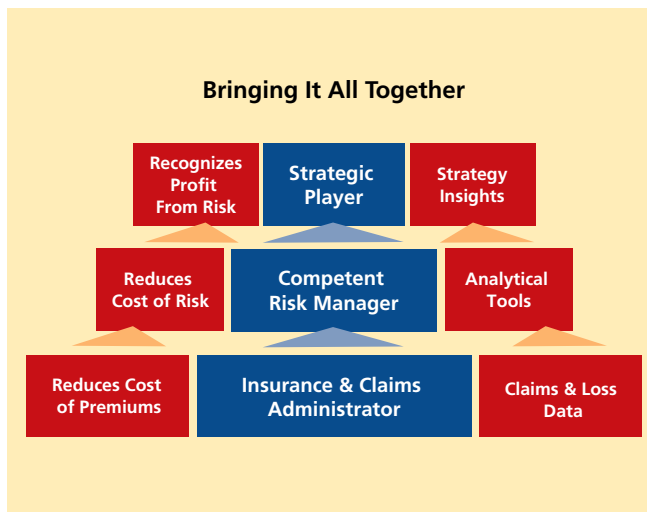 Bringing It All Together
Recognizes
Profit
From Risk
Strategic
Player
Strategy
Insights
Reduces
Cost of Risk
Competent
Risk Manager
Analytical
Tools
Reduces Cost
of Premiums
Insurance & Claims
Administrator
Claims & Loss
Data